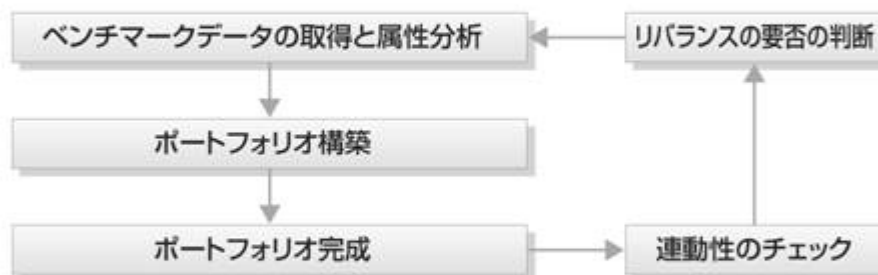 ベンチマークデータの取得と属性分析
リバランスの要否の判断
ポートフォリオ構築
ポートフォリオ完成
連動性のチェック